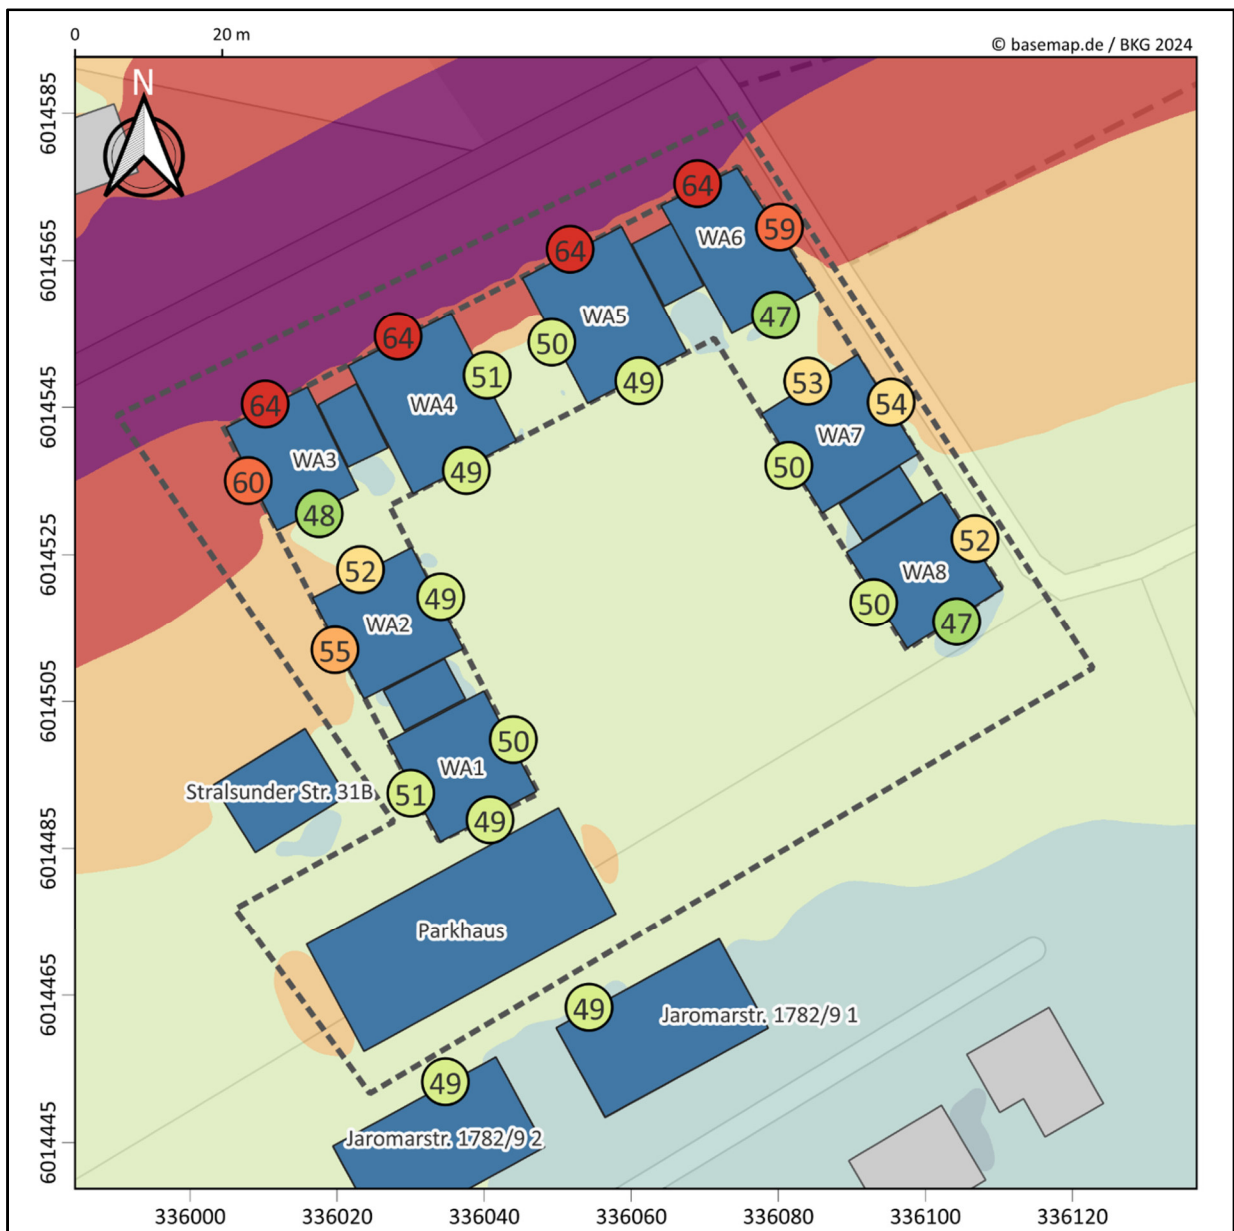 0 20 m
© basemap.de / BKG 2024
N
6014585
6014565
6014545
6014525
6014505
6014485
6014465
6014445
64
WA6
59
64
WA5
47
64
50
51
49
53
54
WA4
64
WA7
WA3
49
50
60
48
52
52
49
WA8
WA2
50
47
55
50
WA1
Stralsunder Str. 31B
51
49
Parkhaus
49
Jaromarstr. 1782/9 1
49
Jaromarstr. 1782/9 2
336000 336020 336040 336060 336080 336100 336120